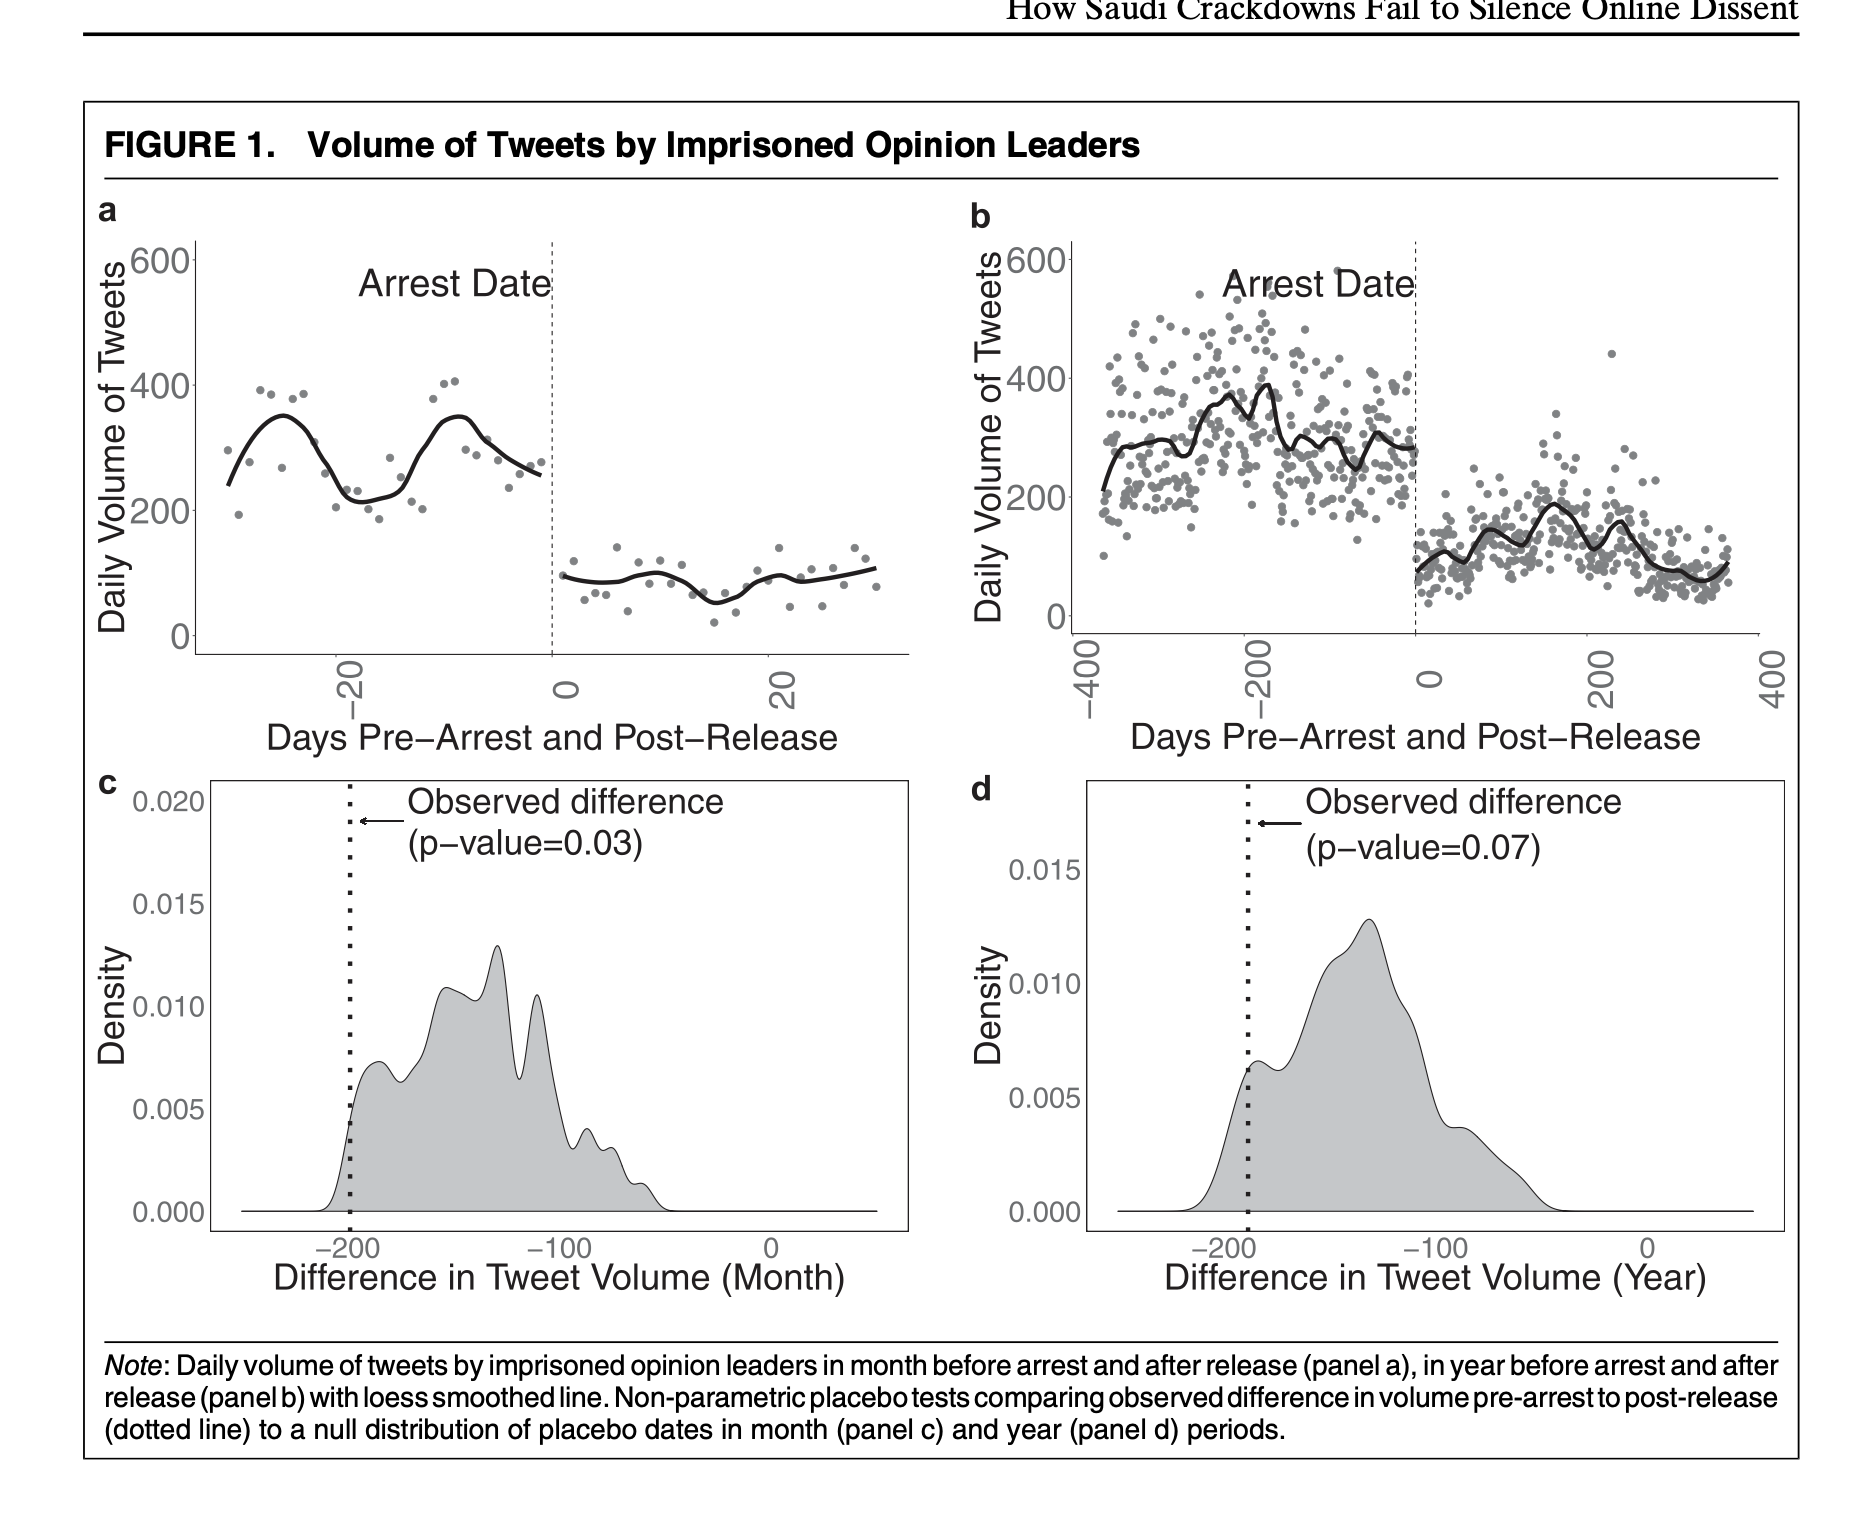 How Saudi Crackdowns Fail to Silence Online Dissent
FIGURE 1. Volume of Tweets by Imprisoned Opinion Leaders
a
Daily Volume of Tweets
600
400
200
0
Arrest Date
−20
0
20
Days Pre−Arrest and Post−Release
b
Daily Volume of Tweets
600
400
200
0
Arrest Date
−400
−200
0
200
400
Days Pre−Arrest and Post−Release
c
Density
0.020
0.015
0.010
0.005
0.000
Observed difference
(p−value=0.03)
−200
−100
0
Difference in Tweet Volume (Month)
d
Density
0.015
0.010
0.005
0.000
Observed difference
(p−value=0.07)
−200
−100
0
Difference in Tweet Volume (Year)
Note: Daily volume of tweets by imprisoned opinion leaders in month before arrest and after release (panel a), in year before arrest and after
release (panel b) with loess smoothed line. Non-parametric placebo tests comparing observed difference in volume pre-arrest to post-release
(dotted line) to a null distribution of placebo dates in month (panel c) and year (panel d) periods.